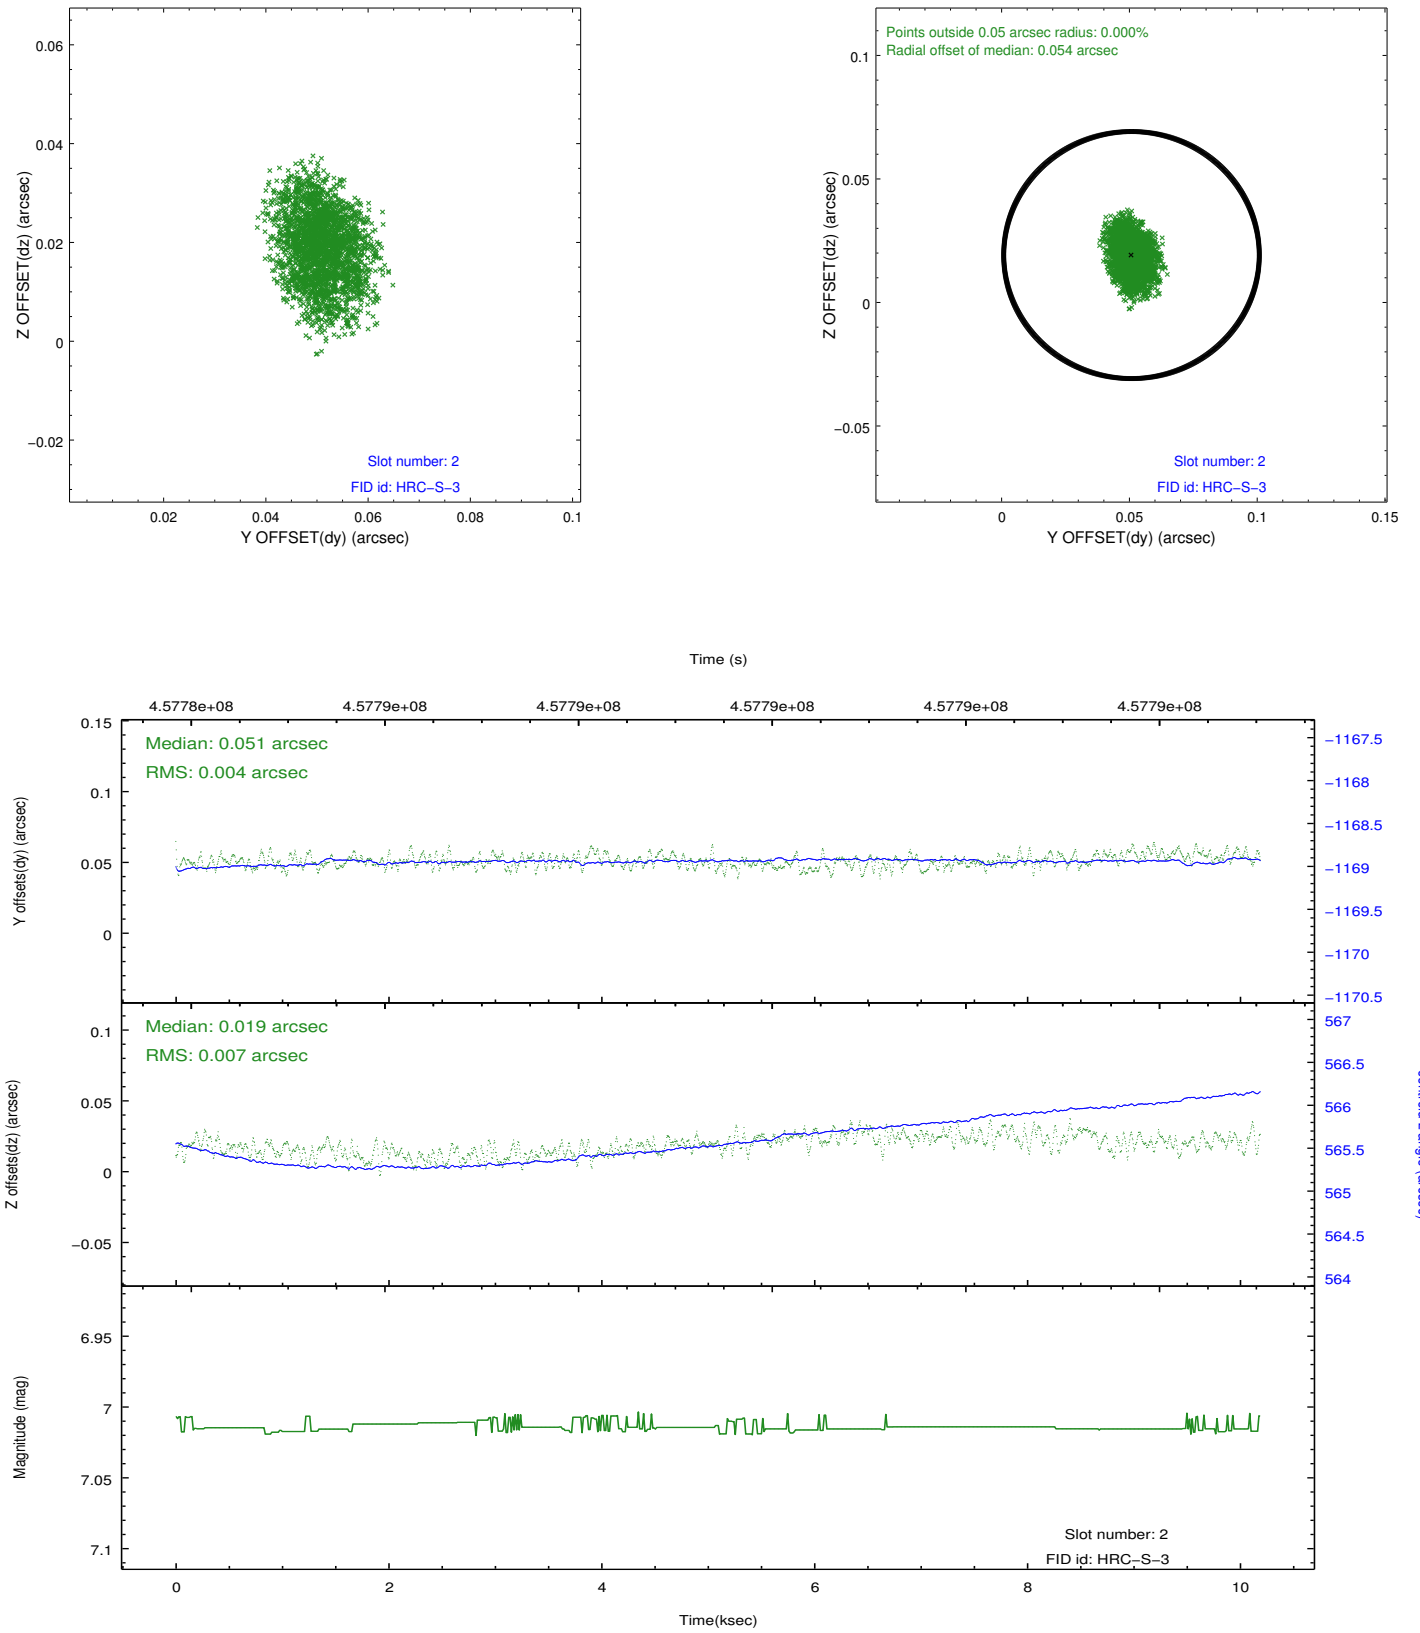 0.06
0.04
0.02
0
−0.02
Z OFFSET(dz) (arcsec)
Slot number: 2
FID id: HRC−S−3
0.02
0.04
0.06
0.08
0.1
Y OFFSET(dy) (arcsec)
Points outside 0.05 arcsec radius: 0.000%
Radial offset of median: 0.054 arcsec
0.1
0.05
0
−0.05
Z OFFSET(dz) (arcsec)
Slot number: 2
FID id: HRC−S−3
0
0.05
0.1
0.15
Y OFFSET(dy) (arcsec)
Time (s)
4.5778e+08
4.5779e+08
4.5779e+08
4.5779e+08
4.5779e+08
4.5779e+08
Median: 0.051 arcsec
RMS: 0.004 arcsec
0.15
0.1
0.05
0
Y offsets(dy) (arcsec)
−1167.5
−1168
−1168.5
−1169
−1169.5
−1170
−1170.5
Median: 0.019 arcsec
RMS: 0.007 arcsec
0.1
0.05
0
−0.05
Z offsets(dz) (arcsec)
567
566.5
566
565.5
565
564.5
564
6.95
7
7.05
7.1
Magnitude (mag)
Slot number: 2
FID id: HRC−S−3
0
2
4
6
8
10
Time(ksec)